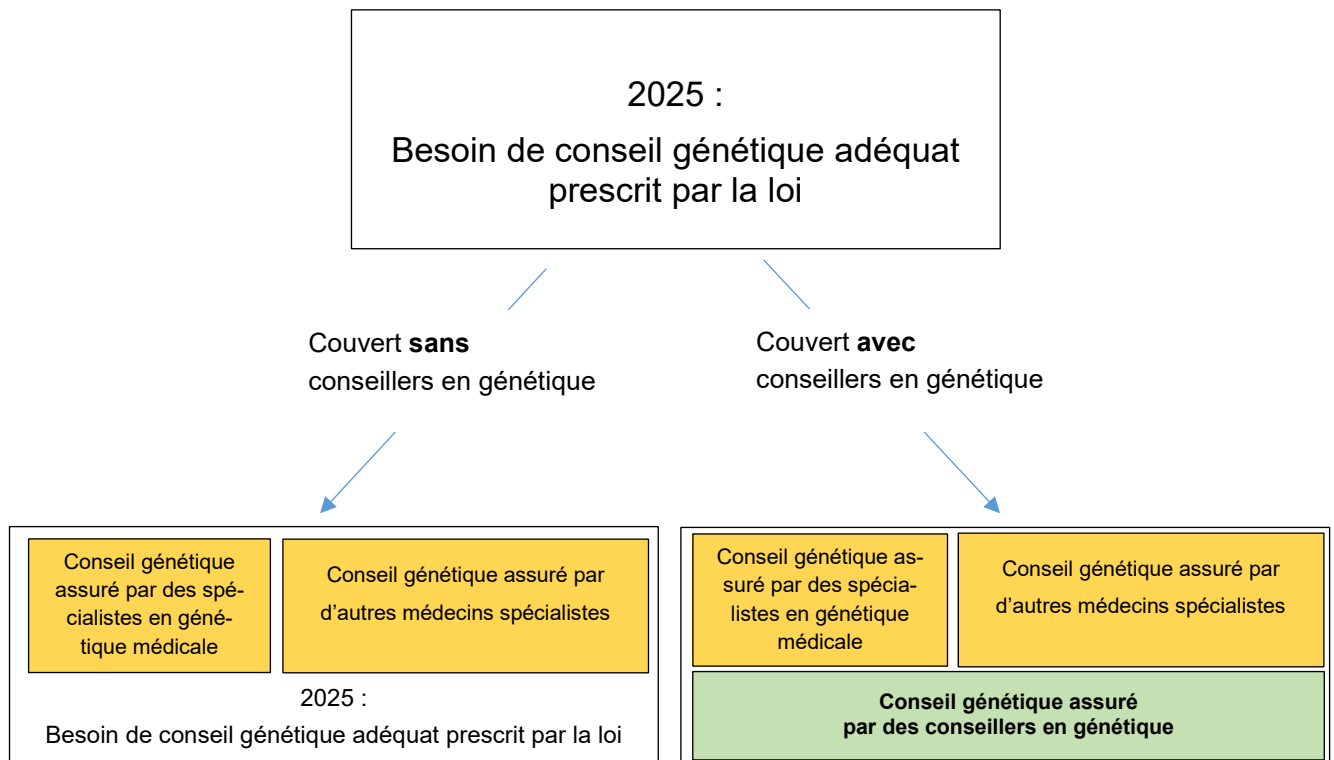 2025 :
Besoin de conseil génétique adéquat
prescrit par la loi
Couvert sans
conseillers en génétique
Couvert avec
conseillers en génétique
Conseil génétique
assuré par des spé-
cialistes en géné-
tique médicale
Conseil génétique assuré par
d’autres médecins spécialistes
2025 :
Besoin de conseil génétique adéquat prescrit par la loi
Conseil génétique as-
suré par des spécia-
listes en génétique
médicale
Conseil génétique assuré par
d’autres médecins spécialistes
Conseil génétique assuré
par des conseillers en génétique